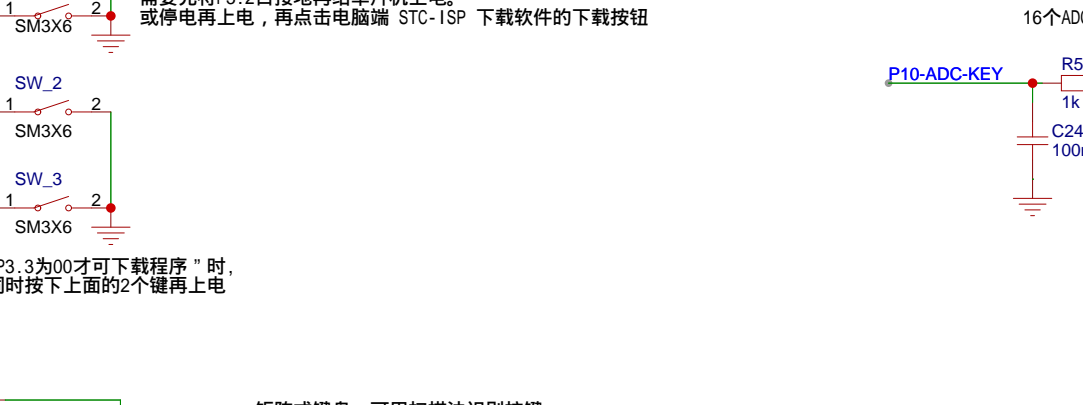 1
2
SM3X6
或停电再上电，再点击电脑端 STC-ISP 下载软件的下载按钮
SW_2
1
2
SM3X6
SW_3
1
2
SM3X6
P3.3为00才可下载程序 ”时,
同时按下上面的2个键再上电
16个ADC
P10-ADC-KEY
R5
1k
C24
100n